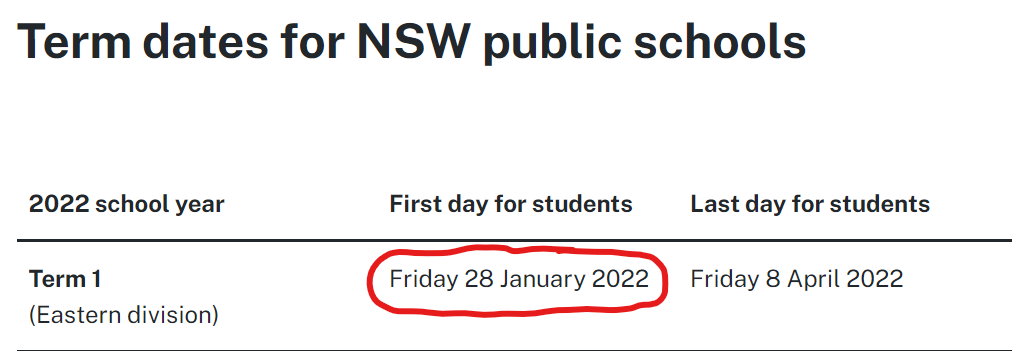 Term dates for NSW public schools
2022 school year First day for students Last day for students
Term 1 Friday 28 January 2022 Friday 8 April 2022
(Eastern division)